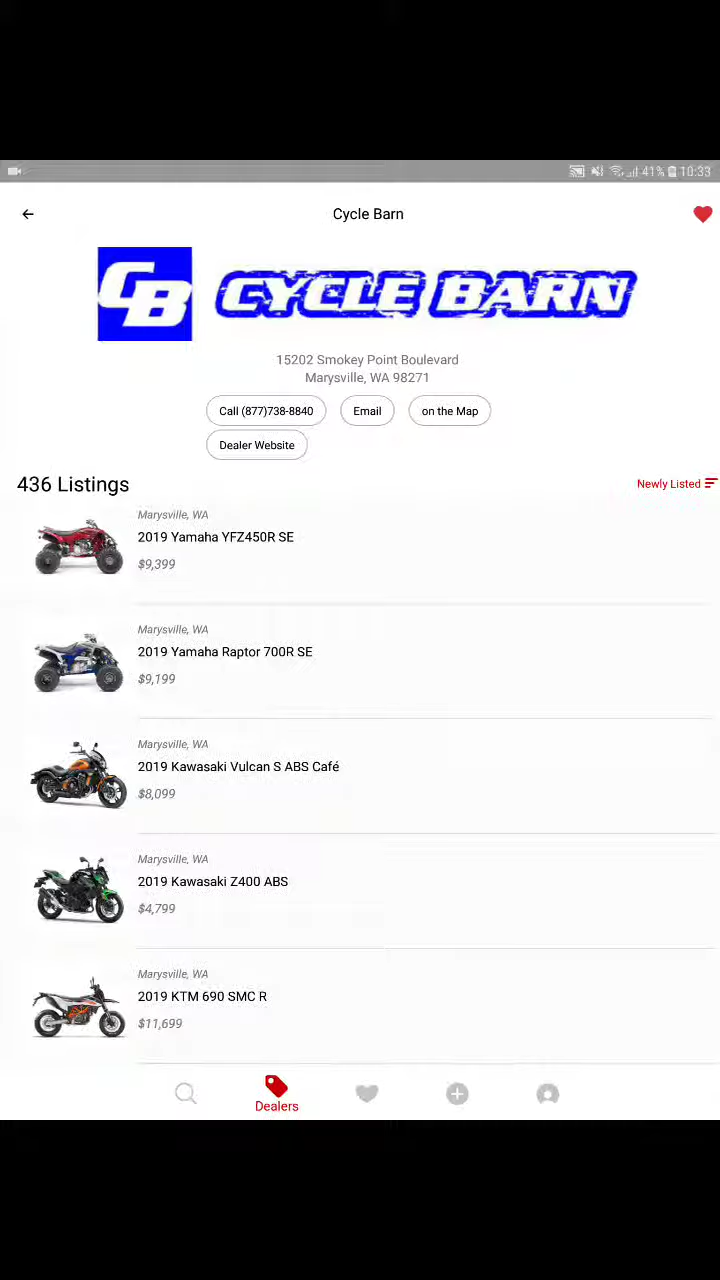 41% 10:33
Cycle Barn
CB CYCLE BARN
15202 Smokey Point Boulevard
Marysville, WA 98271
Call (877)738-8840 Email on the Map
Dealer Website
436 Listings Newly Listed
Marysville, WA
2019 Yamaha YFZ450R SE
$9,399
Marysville, WA
2019 Yamaha Raptor 700R SE
$9,199
Marysville, WA
2019 Kawasaki Vulcan S ABS Café
$8,099
Marysville, WA
2019 Kawasaki Z400 ABS
$4,799
Marysville, WA
2019 KTM 690 SMC R
$11,699
Dealers